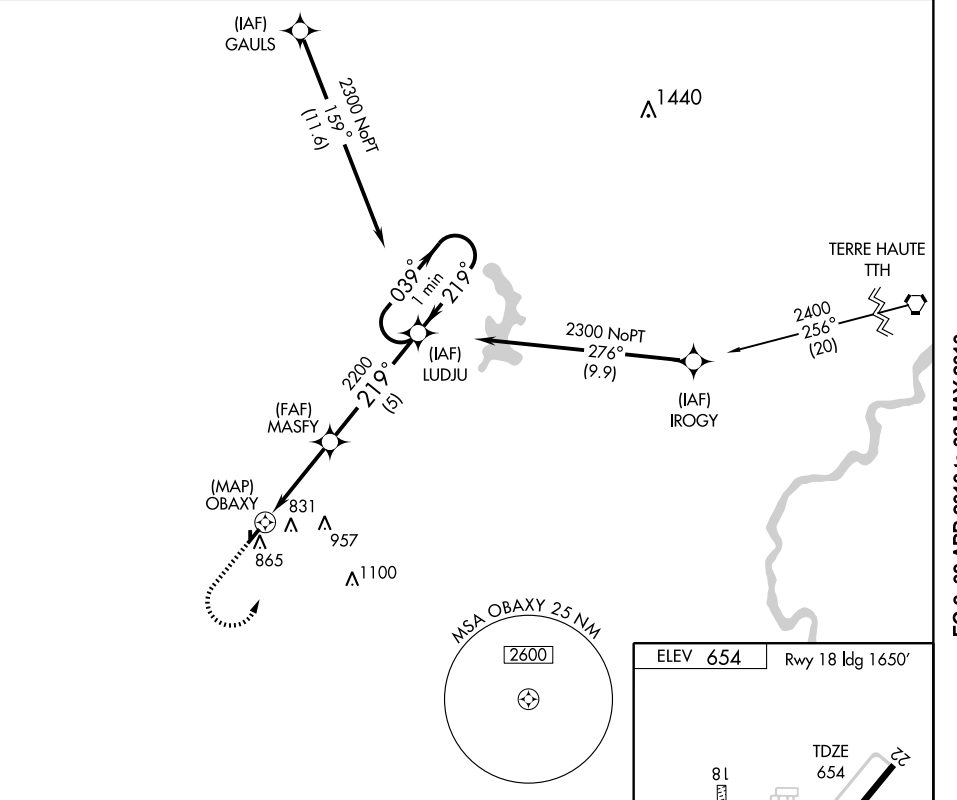 (IAF)
GAULS
2300 NoPT
159°
(11.6)
1440
TERRE HAUTE
TTH
039°
1 min
219°
2400
256°
(20)
2300 NoPT
276°
(9.9)
(IAF)
LUDJU
2200
219°
(5)
(IAF)
IROGY
(FAF)
MASFY
(MAP)
OBAXY
831
957
865
1100
MSA OBAXY 25 NM
2600
ELEV 654
Rwy 18 ldg 1650'
TDZE
654
22
18